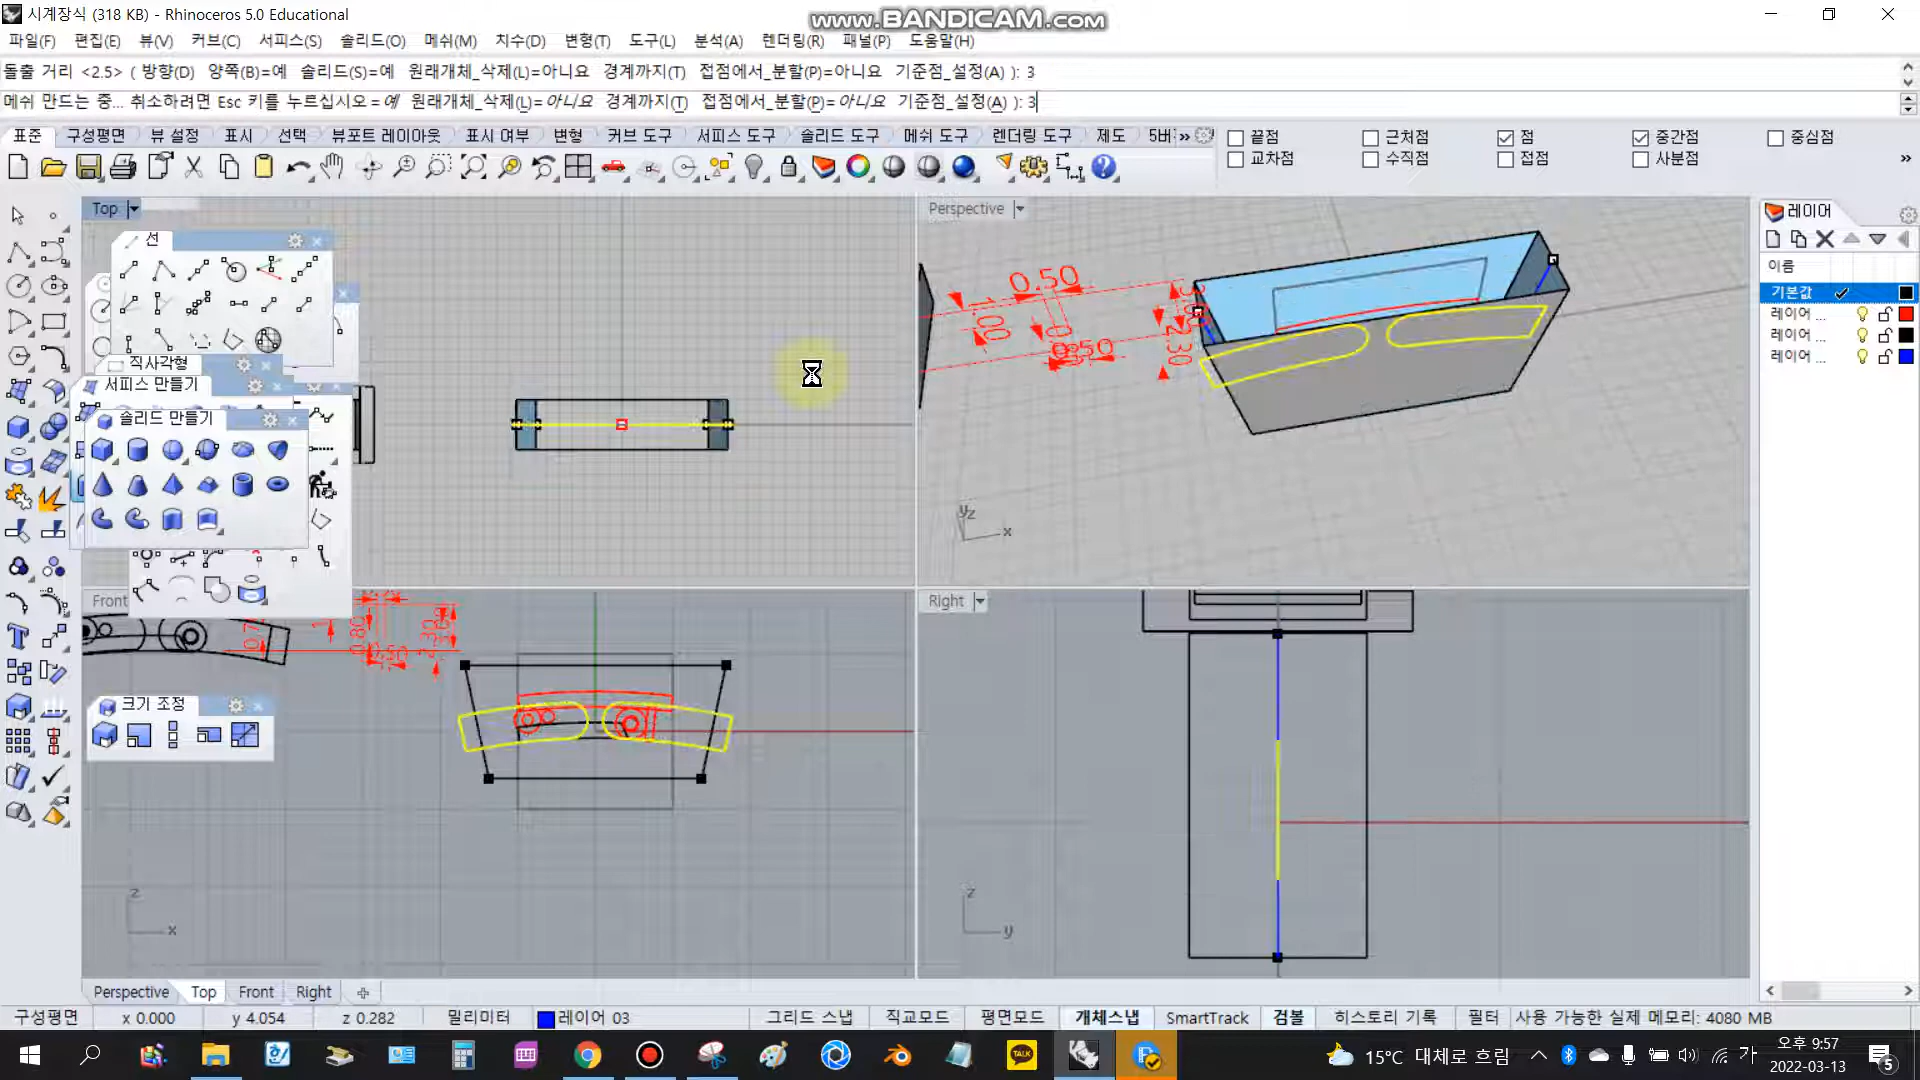 시계장식 (318 KB) - Rhinoceros 5.0 Educational
www.BANDICAM.com
파일(F) 편집(E) 뷰(V) 커브(C) 서피스(S) 솔리드(O) 메쉬(M) 치수(D) 변형(T) 도구(L) 분석(A) 렌더링(R) 패널(P) 도움말(H)
돌출 거리 <2.5> ( 방향(D) 양쪽(B)=예 솔리드(S)=예 원래개체_삭제(L)=아니요 경계까지(T) 접점에서_분할(P)=아니요 기준점_설정(A) ): 3
메쉬 만드는 중... 취소하려면 Esc 키를 누르십시오=예 원래개체_삭제(L)=아니요 경계까지(T) 접점에서_분할(P)=아니요 기준점_설정(A) ): 3
표준 구성평면 뷰 설정 표시 선택 뷰포트 레이아웃 표시 여부 변형 커브 도구 서피스 도구 솔리드 도구 메쉬 도구 렌더링 도구 제도
끝점 근처점 점 중간점 중심점
교차점 수직점 접점 사분점
Top
Perspective
레이어
이름
기본값
레이어 ...
레이어 ...
레이어 ...
선
직사각형
서피스 만들기
솔리드 만들기
0.50
2.30
y z x
Front
Right
크기 조정
z x
z y
Perspective Top Front Right
구성평면 x 0.000 y 4.054 z 0.282 밀리미터 레이어 03 그리드 스냅 직교모드 평면모드 개체스냅 SmartTrack 검볼 히스토리 기록 필터 사용 가능한 실제 메모리: 4080 MB
TALK
15°C 대체로 흐림
가
오후 9:57
2022-03-13
5